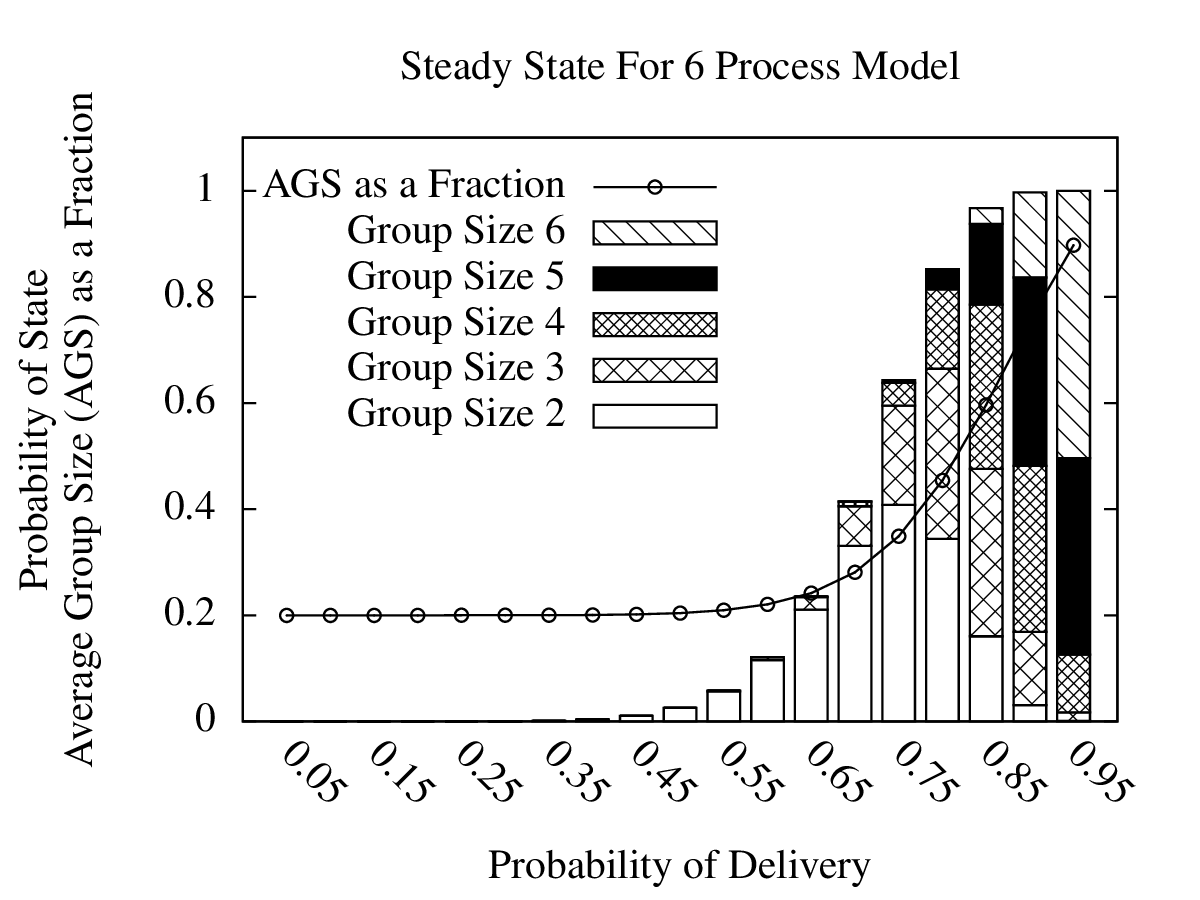 Steady State For 6 Process Model
Probability of State
Average Group Size (AGS) as a Fraction
1
0.8
0.6
0.4
0.2
0
AGS as a Fraction
Group Size 6
Group Size 5
Group Size 4
Group Size 3
Group Size 2
0.05
0.15
0.25
0.35
0.45
0.55
0.65
0.75
0.85
0.95
Probability of Delivery